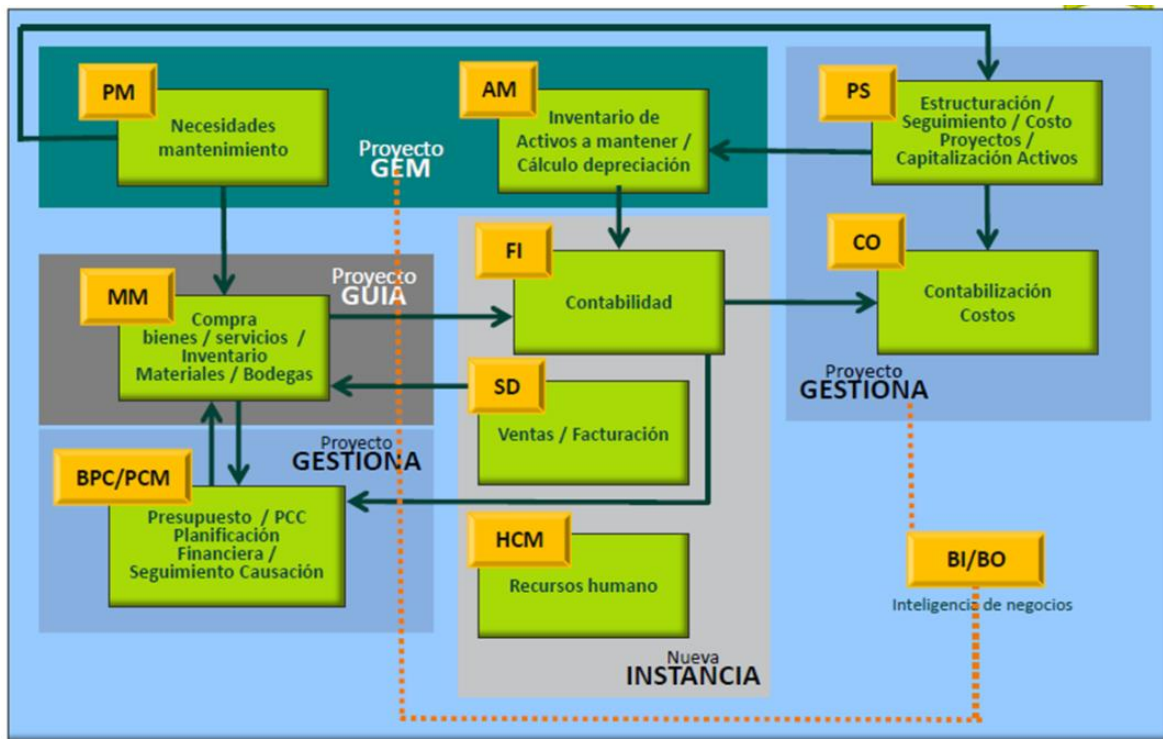 PM
Necesidades
mantenimiento
Proyecto
GEM
AM
Inventario de
Activos a mantener /
Cálculo depreciación
PS
Estructuración /
Seguimiento / Costo
Proyectos /
Capitalización Activos
MM
Compra
bienes / servicios /
Inventario
Materiales / Bodegas
Proyecto
GUIA
FI
Contabilidad
CO
Contabilización
Costos
Proyecto
GESTIONA
SD
Ventas / Facturación
BPC/PCM
Presupuesto / PCC
Planificación
Financiera /
Seguimiento Causación
Proyecto
GESTIONA
HCM
Recursos humano
Nueva
INSTANCIA
BI/BO
Inteligencia de negocios